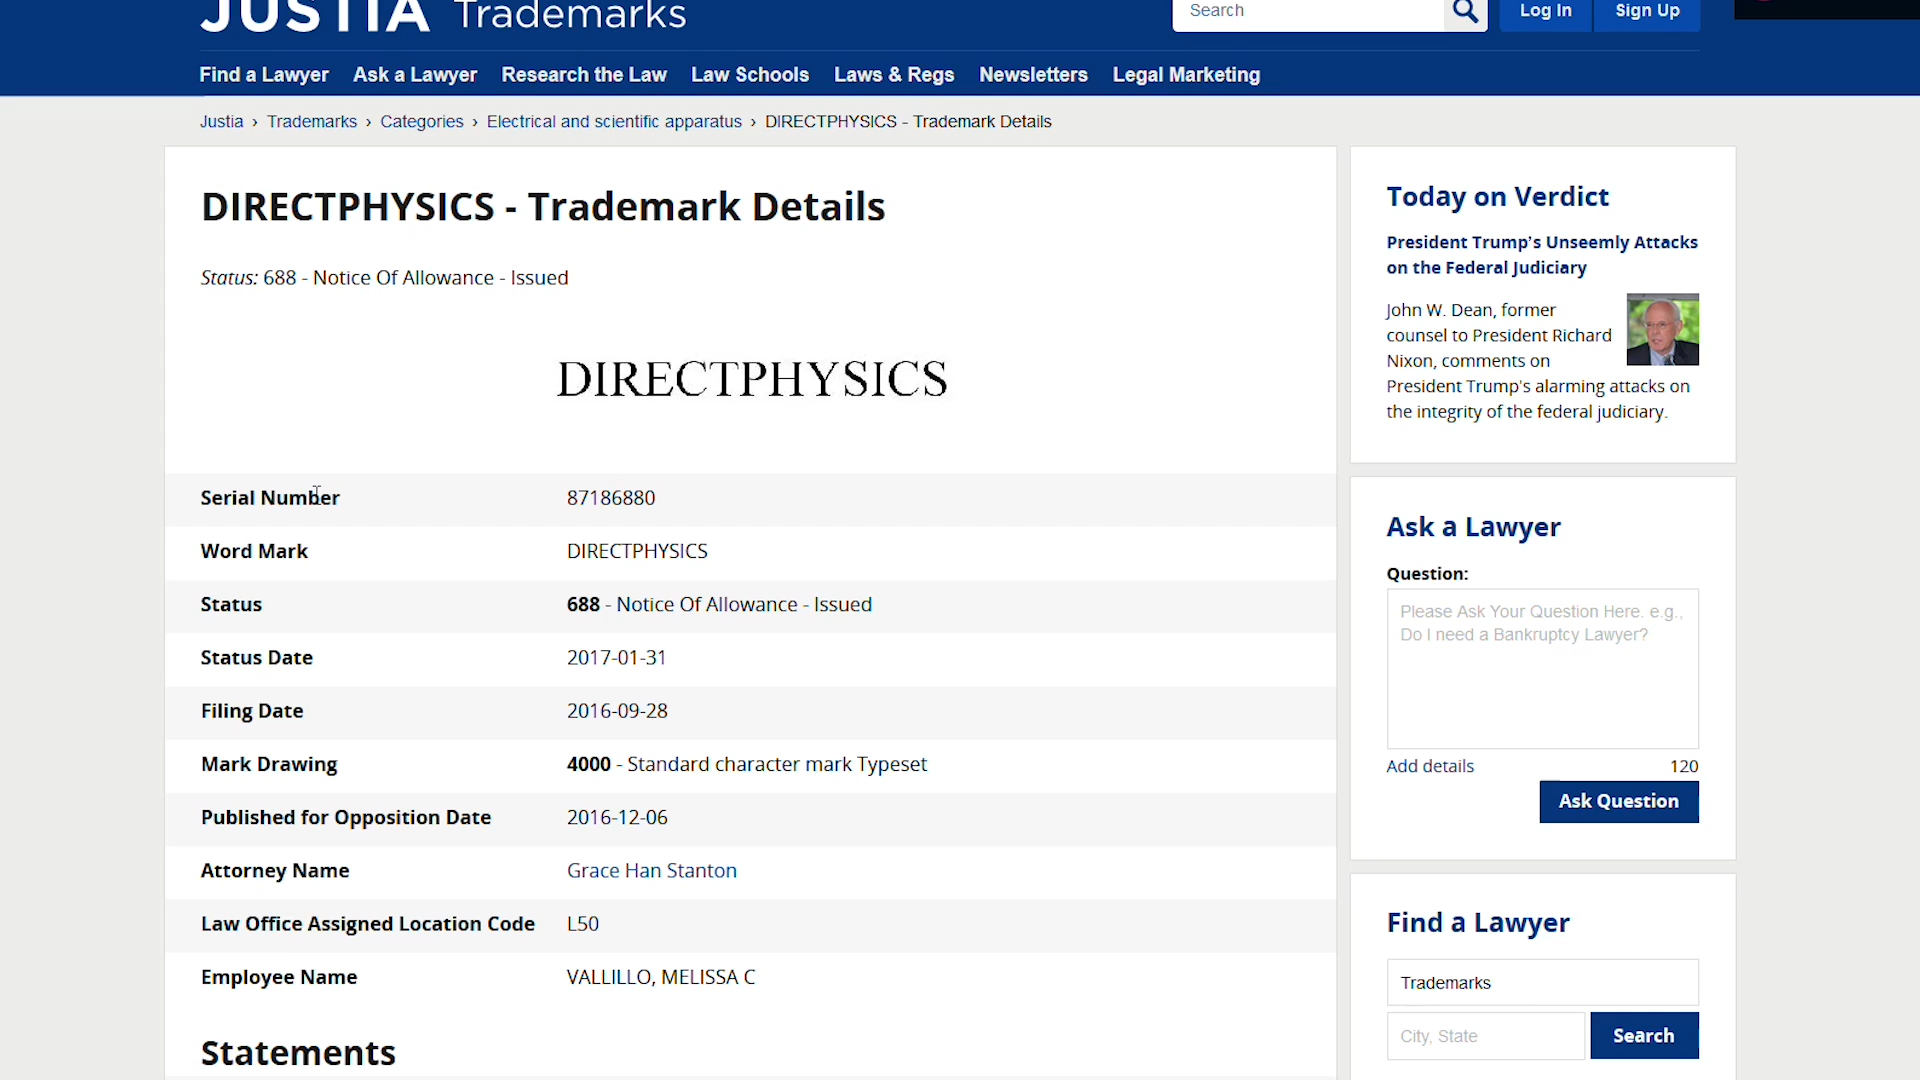 JUSTIA Trademarks
Search
Log In
Sign Up
Find a Lawyer Ask a Lawyer Research the Law Law Schools Laws & Regs Newsletters Legal Marketing
Justia › Trademarks › Categories › Electrical and scientific apparatus › DIRECTPHYSICS - Trademark Details
DIRECTPHYSICS - Trademark Details
Status: 688 - Notice Of Allowance - Issued
DIRECTPHYSICS
Serial Number 87186880
Word Mark DIRECTPHYSICS
Status 688 - Notice Of Allowance - Issued
Status Date 2017-01-31
Filing Date 2016-09-28
Mark Drawing 4000 - Standard character mark Typeset
Published for Opposition Date 2016-12-06
Attorney Name Grace Han Stanton
Law Office Assigned Location Code L50
Employee Name VALLILLO, MELISSA C
Statements
Today on Verdict
President Trump’s Unseemly Attacks
on the Federal Judiciary
John W. Dean, former
counsel to President Richard
Nixon, comments on
President Trump's alarming attacks on
the integrity of the federal judiciary.
Ask a Lawyer
Question:
Please Ask Your Question Here. e.g.,
Do I need a Bankruptcy Lawyer?
Add details 120
Ask Question
Find a Lawyer
Trademarks
City, State
Search